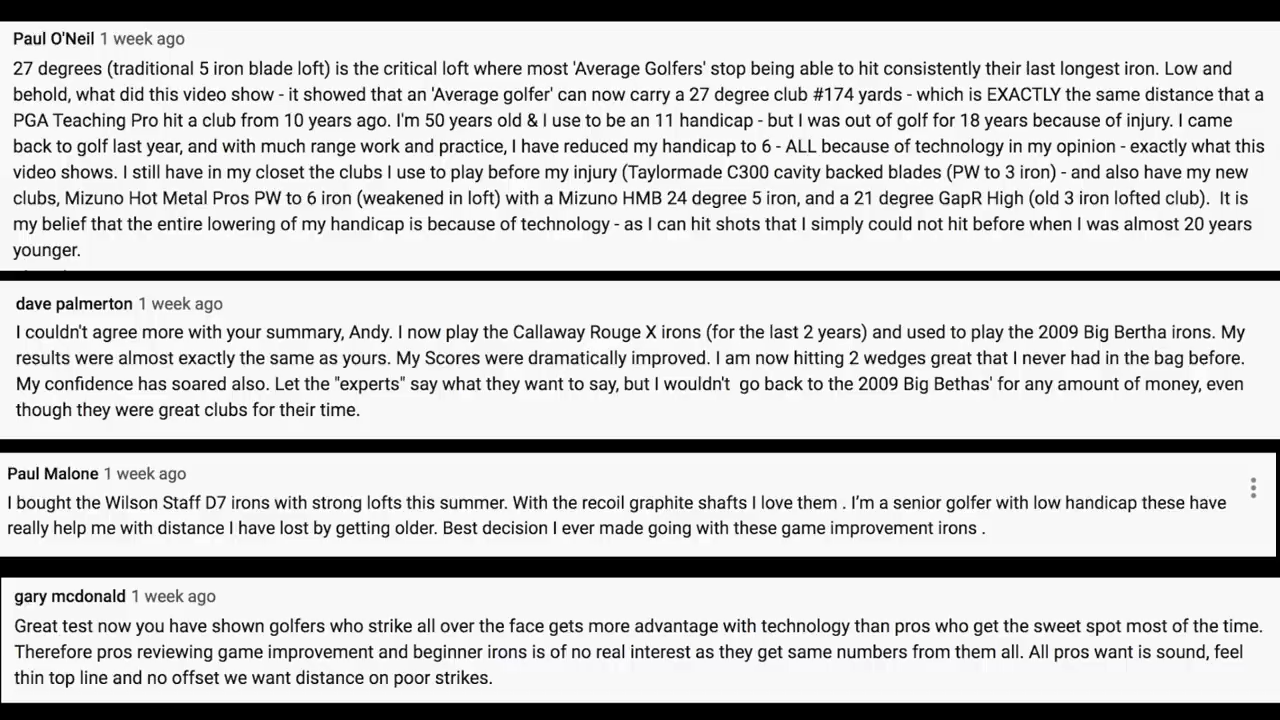 Paul O'Neil 1 week ago
27 degrees (traditional 5 iron blade loft) is the critical loft where most 'Average Golfers' stop being able to hit consistently their last longest iron. Low and
behold, what did this video show - it showed that an 'Average golfer' can now carry a 27 degree club #174 yards - which is EXACTLY the same distance that a
PGA Teaching Pro hit a club from 10 years ago. I'm 50 years old & I use to be an 11 handicap - but I was out of golf for 18 years because of injury. I came
back to golf last year, and with much range work and practice, I have reduced my handicap to 6 - ALL because of technology in my opinion - exactly what this
video shows. I still have in my closet the clubs I use to play before my injury (Taylormade C300 cavity backed blades (PW to 3 iron) - and also have my new
clubs, Mizuno Hot Metal Pros PW to 6 iron (weakened in loft) with a Mizuno HMB 24 degree 5 iron, and a 21 degree GapR High (old 3 iron lofted club). It is
my belief that the entire lowering of my handicap is because of technology - as I can hit shots that I simply could not hit before when I was almost 20 years
younger.
dave palmerton 1 week ago
I couldn't agree more with your summary, Andy. I now play the Callaway Rouge X irons (for the last 2 years) and used to play the 2009 Big Bertha irons. My
results were almost exactly the same as yours. My Scores were dramatically improved. I am now hitting 2 wedges great that I never had in the bag before.
My confidence has soared also. Let the "experts" say what they want to say, but I wouldn't go back to the 2009 Big Bethas' for any amount of money, even
though they were great clubs for their time.
Paul Malone 1 week ago
I bought the Wilson Staff D7 irons with strong lofts this summer. With the recoil graphite shafts I love them . I'm a senior golfer with low handicap these have
really help me with distance I have lost by getting older. Best decision I ever made going with these game improvement irons .
gary mcdonald 1 week ago
Great test now you have shown golfers who strike all over the face gets more advantage with technology than pros who get the sweet spot most of the time.
Therefore pros reviewing game improvement and beginner irons is of no real interest as they get same numbers from them all. All pros want is sound, feel
thin top line and no offset we want distance on poor strikes.